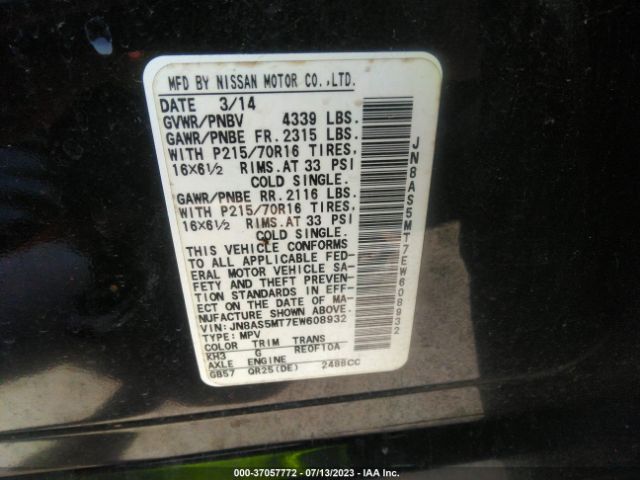 MFD BY NISSAN MOTOR CO.,LTD.
DATE 3/14
GVWR/PNBV 4339 LBS.
GAWR/PNBE FR. 2315 LBS.
WITH P215/70R16 TIRES,
16X6½ RIMS.AT 33 PSI
COLD SINGLE.
GAWR/PNBE RR. 2116 LBS.
WITH P215/70R16 TIRES,
16X6½ RIMS.AT 33 PSI
COLD SINGLE.
THIS VEHICLE CONFORMS
TO ALL APPLICABLE FED-
ERAL MOTOR VEHICLE SA-
FETY AND THEFT PREVEN-
TION STANDARDS IN EFF-
ECT ON THE DATE OF MA-
NUFACTURE SHOWN ABOVE.
VIN: JN8AS5MT7EW608932
TYPE: MPV
COLOR TRIM TRANS
KH3 G RE0F10A
AXLE ENGINE
GB57 QR25(DE) 2488CC
JN8AS5MT7EW608932
000-37057772 - 07/13/2023 - IAA Inc.